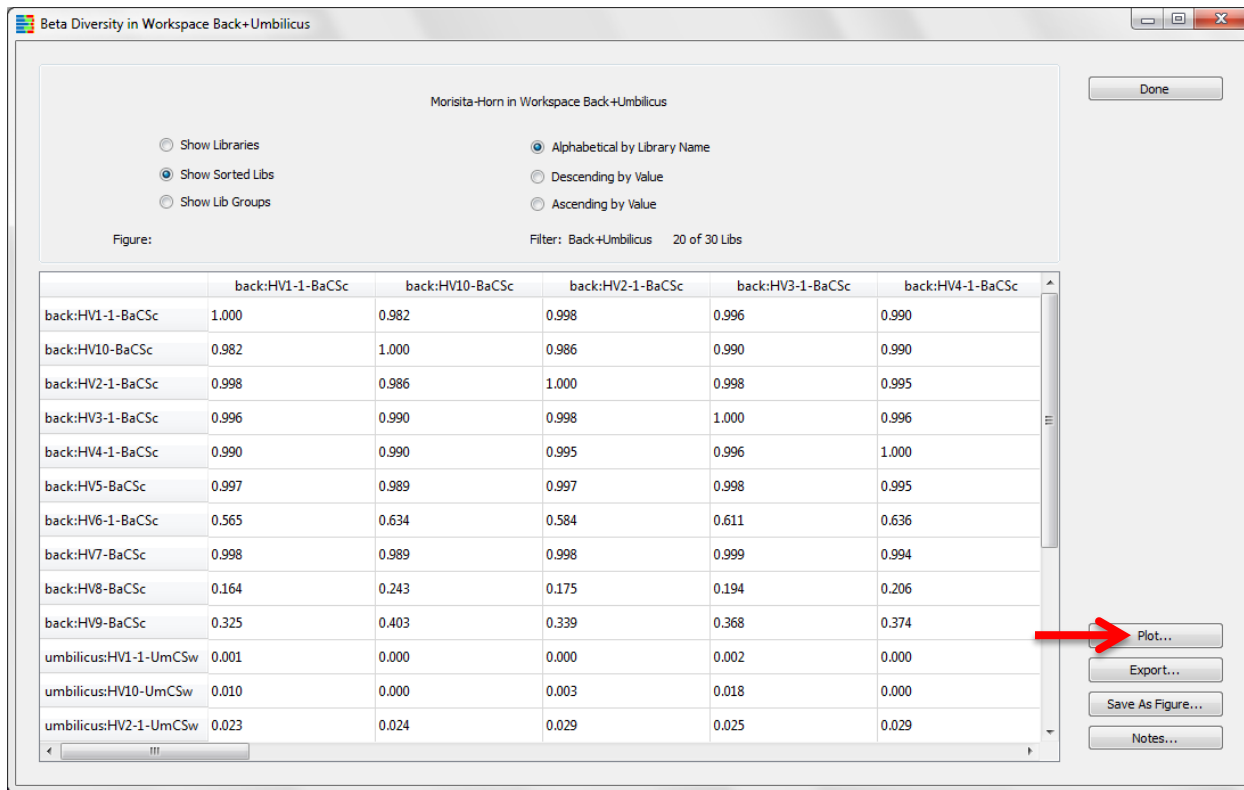 Beta Diversity in Workspace Back+Umbilicus
Morisita-Horn in Workspace Back+Umbilicus
Done
Show Libraries
Alphabetical by Library Name
Show Sorted Libs
Descending by Value
Show Lib Groups
Ascending by Value
Figure:
Filter: Back+Umbilicus 20 of 30 Libs
back:HV1-1-BaCSc back:HV10-BaCSc back:HV2-1-BaCSc back:HV3-1-BaCSc back:HV4-1-BaCSc
back:HV1-1-BaCSc 1.000 0.982 0.998 0.996 0.990
back:HV10-BaCSc 0.982 1.000 0.986 0.990 0.990
back:HV2-1-BaCSc 0.998 0.986 1.000 0.998 0.995
back:HV3-1-BaCSc 0.996 0.990 0.998 1.000 0.996
back:HV4-1-BaCSc 0.990 0.990 0.995 0.996 1.000
back:HV5-BaCSc 0.997 0.989 0.997 0.998 0.995
back:HV6-1-BaCSc 0.565 0.634 0.584 0.611 0.636
back:HV7-BaCSc 0.998 0.989 0.998 0.999 0.994
back:HV8-BaCSc 0.164 0.243 0.175 0.194 0.206
back:HV9-BaCSc 0.325 0.403 0.339 0.368 0.374
umbilicus:HV1-1-UmCSw 0.001 0.000 0.000 0.002 0.000
umbilicus:HV10-UmCSw 0.010 0.000 0.003 0.018 0.000
umbilicus:HV2-1-UmCSw 0.023 0.024 0.029 0.025 0.029
Plot...
Export...
Save As Figure...
Notes...